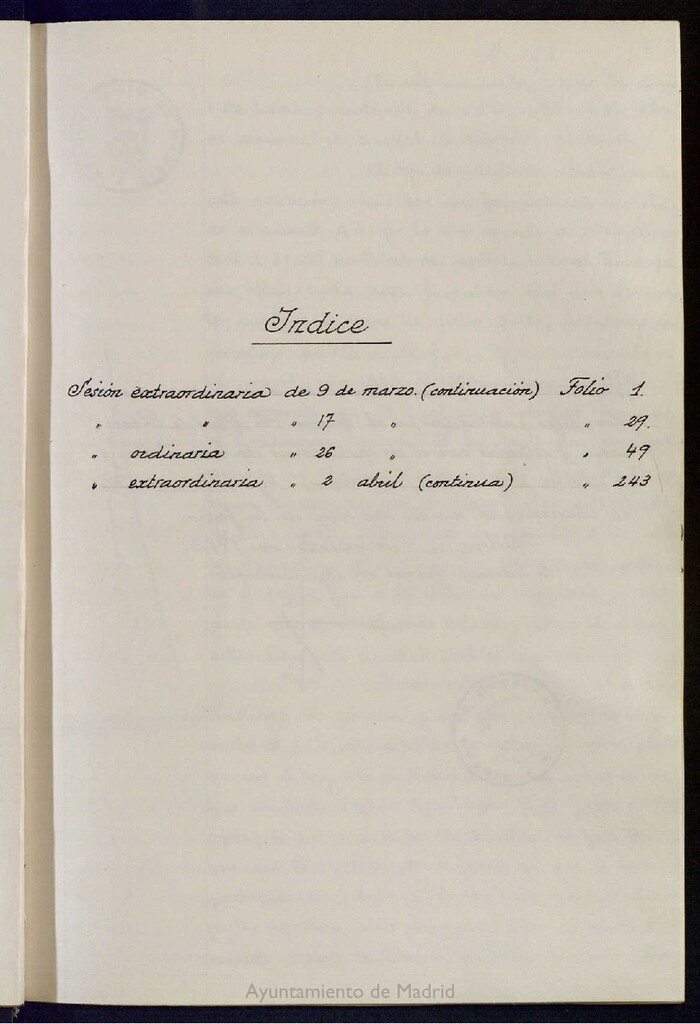 Indice
Sesión extraordinaria de 9 de marzo. (continuación) Folio 1.
" " " 17 " " 29.
" ordinaria " 26 " " 49
" extraordinaria " 2 abril (continua) " 243
Ayuntamiento de Madrid